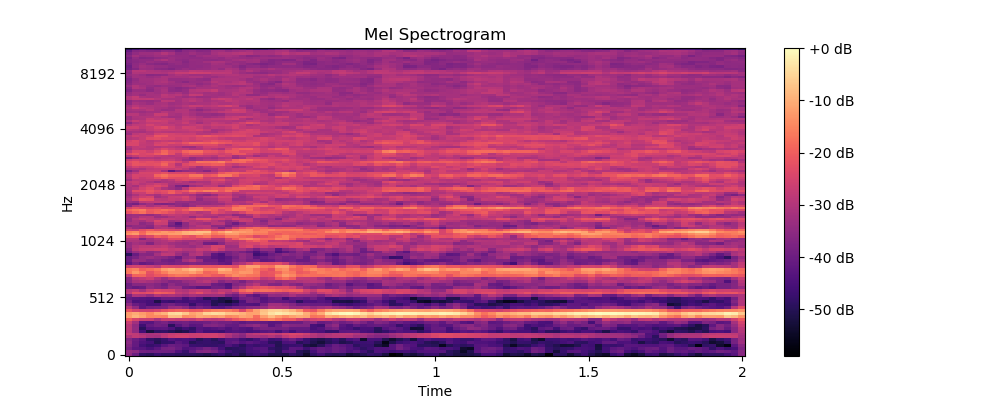 Mel Spectrogram
Hz
8192
4096
2048
1024
512
0
0
0.5
1
1.5
2
Time
+0 dB
-10 dB
-20 dB
-30 dB
-40 dB
-50 dB